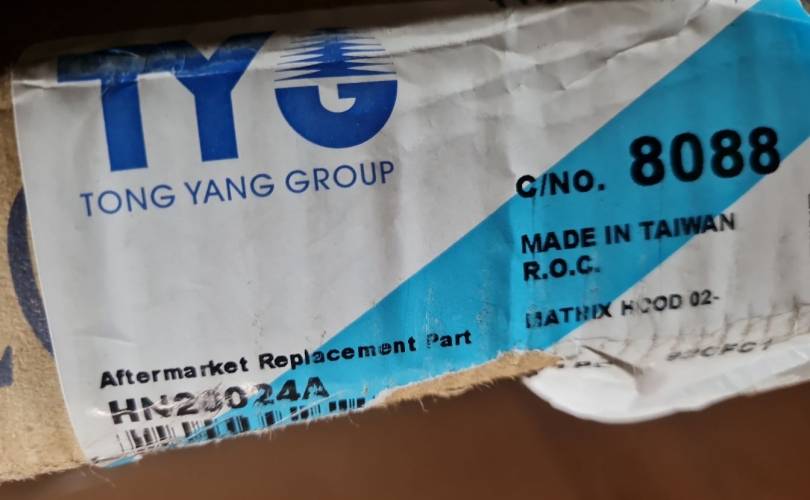 TYG
TONG YANG GROUP
C/NO. 8088
MADE IN TAIWAN
R.O.C.
MATRIX HOOD 02-
Aftermarket Replacement Part